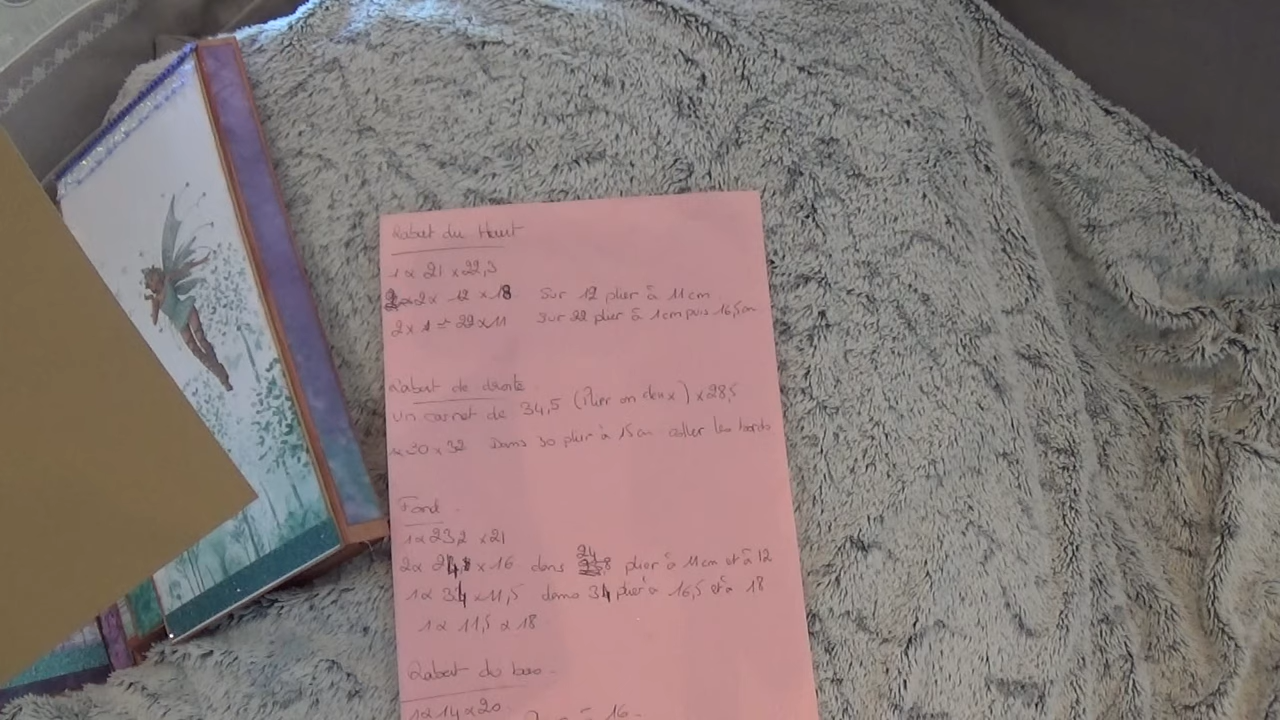 Rabat du Haut
1 x 21 x 22,3
2 x 12 x 18 Sur 12 plier à 11 cm
2 x 22 x 11 Sur 22 plier à 1 cm puis 16,5 cm
Rabat de droite
un carnet de 34,5 (Plier en deux) x 28,5
30 x 32 Dans 30 plier à 15 cm coller les bords
Fond
1 x 23,2 x 21
2 x 24 x 16 dans 24 plier à 11 cm et à 12
1 x 34 x 11,5 dans 34 plier à 16,5 et à 18
1 x 11,5 x 18
Rabat du bas
1 x 14 x 20
à 16